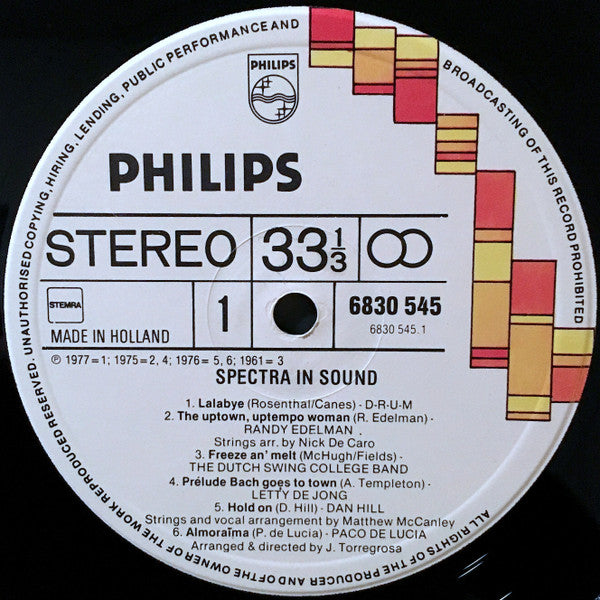 UNAUTHORISED COPYING, HIRING, LENDING, PUBLIC PERFORMANCE AND BROADCASTING OF THIS RECORD PROHIBITED
PHILIPS
PHILIPS
STEREO 33 1/3
STEMRA
MADE IN HOLLAND
1
6830 545
6830 545.1
℗ 1977=1; 1975=2, 4; 1976= 5, 6; 1961= 3
SPECTRA IN SOUND
1. Lalabye (Rosenthal/Canes) · D-R-U-M
2. The uptown, uptempo woman (R. Edelman) ·
RANDY EDELMAN .
Strings arr. by Nick De Caro
3. Freeze an' melt (McHugh/Fields) ·
THE DUTCH SWING COLLEGE BAND
4. Prélude Bach goes to town (A. Templeton) ·
LETTY DE JONG
5. Hold on (D. Hill) · DAN HILL
Strings and vocal arrangement by Matthew McCanley
6. Almoraïma (P. de Lucia) · PACO DE LUCIA
Arranged & directed by J. Torregrosa
ALL RIGHTS OF THE PRODUCER AND OF THE OWNER OF THE WORK REPRODUCED RESERVED.